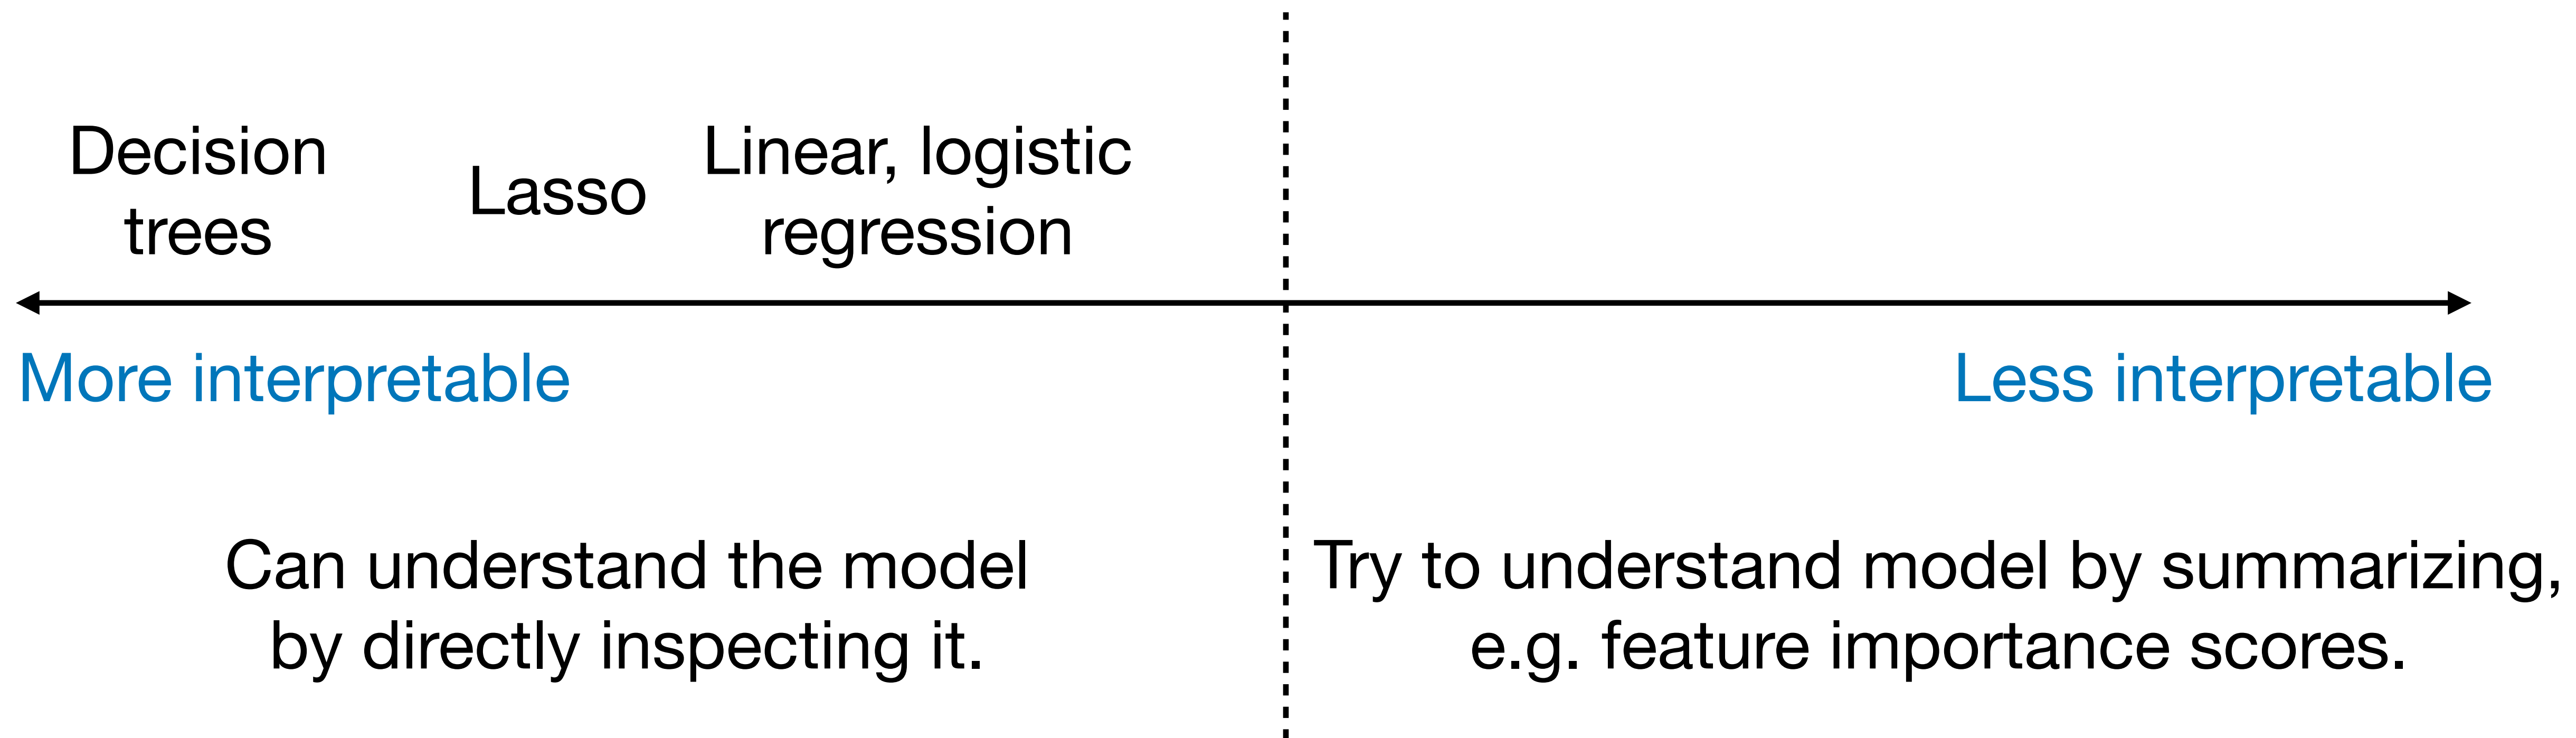 Decision
trees
Lasso
Linear, logistic
regression
More interpretable
Less interpretable
Can understand the model
by directly inspecting it.
Try to understand model by summarizing,
e.g. feature importance scores.